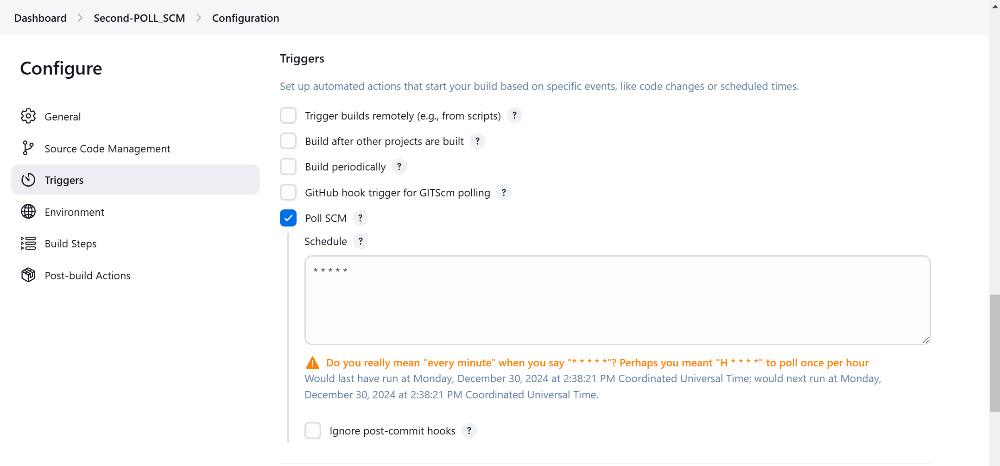 Dashboard > Second-POLL_SCM > Configuration
Configure
General
Source Code Management
Triggers
Environment
Build Steps
Post-build Actions
Triggers
Set up automated actions that start your build based on specific events, like code changes or scheduled times.
Trigger builds remotely (e.g., from scripts) ?
Build after other projects are built ?
Build periodically ?
GitHub hook trigger for GITScm polling ?
Poll SCM ?
Schedule ?
* * * * *
Do you really mean "every minute" when you say "* * * * *"? Perhaps you meant "H * * * *" to poll once per hour
Would last have run at Monday, December 30, 2024 at 2:38:21 PM Coordinated Universal Time; would next run at Monday,
December 30, 2024 at 2:38:21 PM Coordinated Universal Time.
Ignore post-commit hooks ?